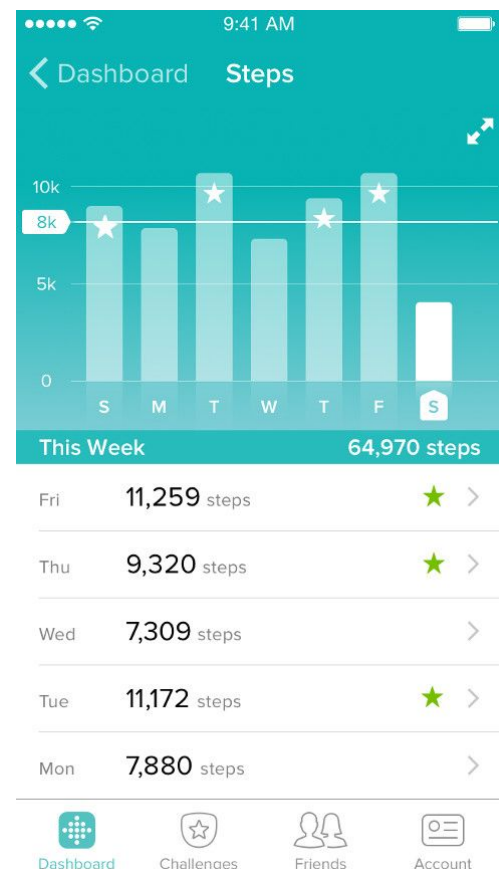 9:41 AM
Dashboard Steps
10k
8k
5k
0
S M T W T F S
This Week 64,970 steps
Fri 11,259 steps
Thu 9,320 steps
Wed 7,309 steps
Tue 11,172 steps
Mon 7,880 steps
Dashboard Challenges Friends Account